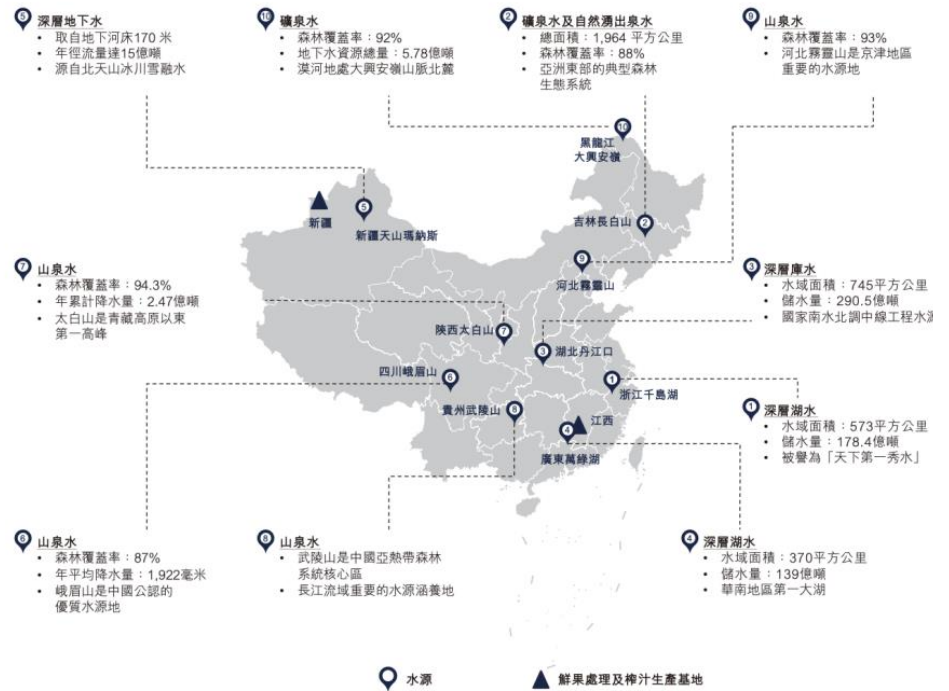 ⑤ 深層地下水
• 取自地下河床170 米
• 年徑流量達15億噸
• 源自北天山冰川雪融水
⑩ 礦泉水
• 森林覆蓋率：92%
• 地下水資源總量：5.78億噸
• 漠河地處大興安嶺山脈北麓
② 礦泉水及自然湧出泉水
• 總面積：1,964 平方公里
• 森林覆蓋率：88%
• 亞洲東部的典型森林
生態系統
⑨ 山泉水
• 森林覆蓋率：93%
• 河北霧靈山是京津地區
重要的水源地
⑩
黑龍江
大興安嶺
新疆
⑤
新疆天山瑪納斯
吉林長白山 ②
⑨
河北霧靈山
⑦ 山泉水
• 森林覆蓋率：94.3%
• 年累計降水量：2.47億噸
• 太白山是青藏高原以東
第一高峰
③ 深層庫水
• 水域面積：745平方公里
• 儲水量：290.5億噸
• 國家南水北調中線工程水源
陝西太白山 ⑦
③ 湖北丹江口
四川峨眉山
⑥
①
浙江千島湖
貴州武陵山 ⑧
江西
④
廣東萬綠湖
① 深層湖水
• 水域面積：573平方公里
• 儲水量：178.4億噸
• 被譽為「天下第一秀水」
⑥ 山泉水
• 森林覆蓋率：87%
• 年平均降水量：1,922毫米
• 峨眉山是中國公認的
優質水源地
⑧ 山泉水
• 武陵山是中國亞熱帶森林
系統核心區
• 長江流域重要的水源涵養地
④ 深層湖水
• 水域面積：370平方公里
• 儲水量：139億噸
• 華南地區第一大湖
水源
鮮果處理及榨汁生產基地